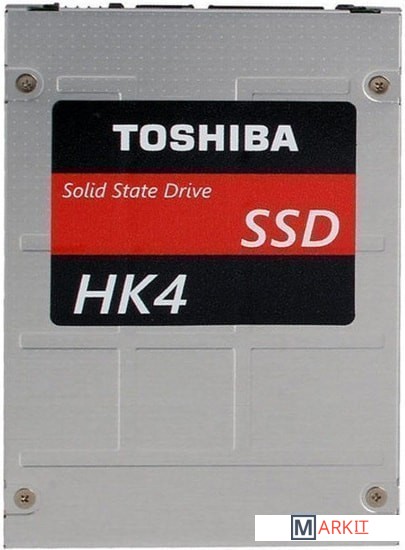 TOSHIBA
Solid State Drive
SSD
HK4
MARKIT